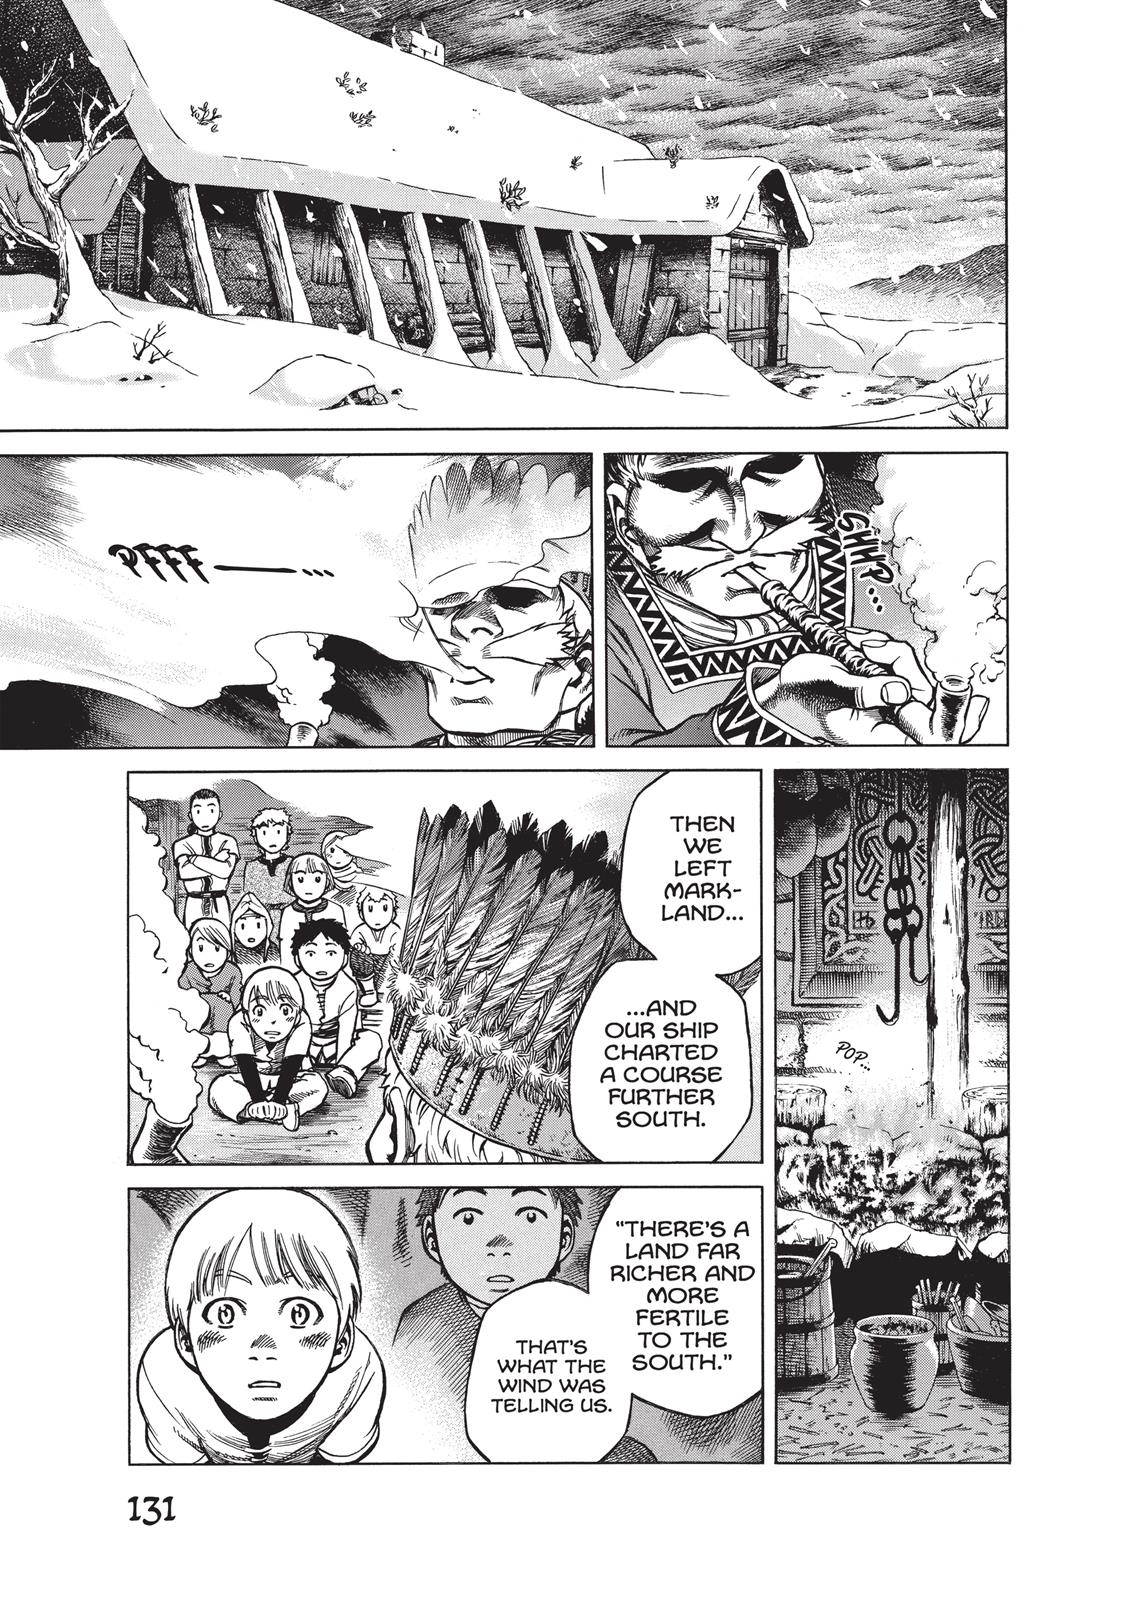 SHHP...
PFFF——...
POP...
THEN
WE
LEFT
MARK-
LAND...
...AND
OUR SHIP
CHARTED
A COURSE
FURTHER
SOUTH.
"THERE'S A
LAND FAR
RICHER AND
MORE
FERTILE
TO THE
SOUTH."
THAT'S
WHAT THE
WIND WAS
TELLING US.
131